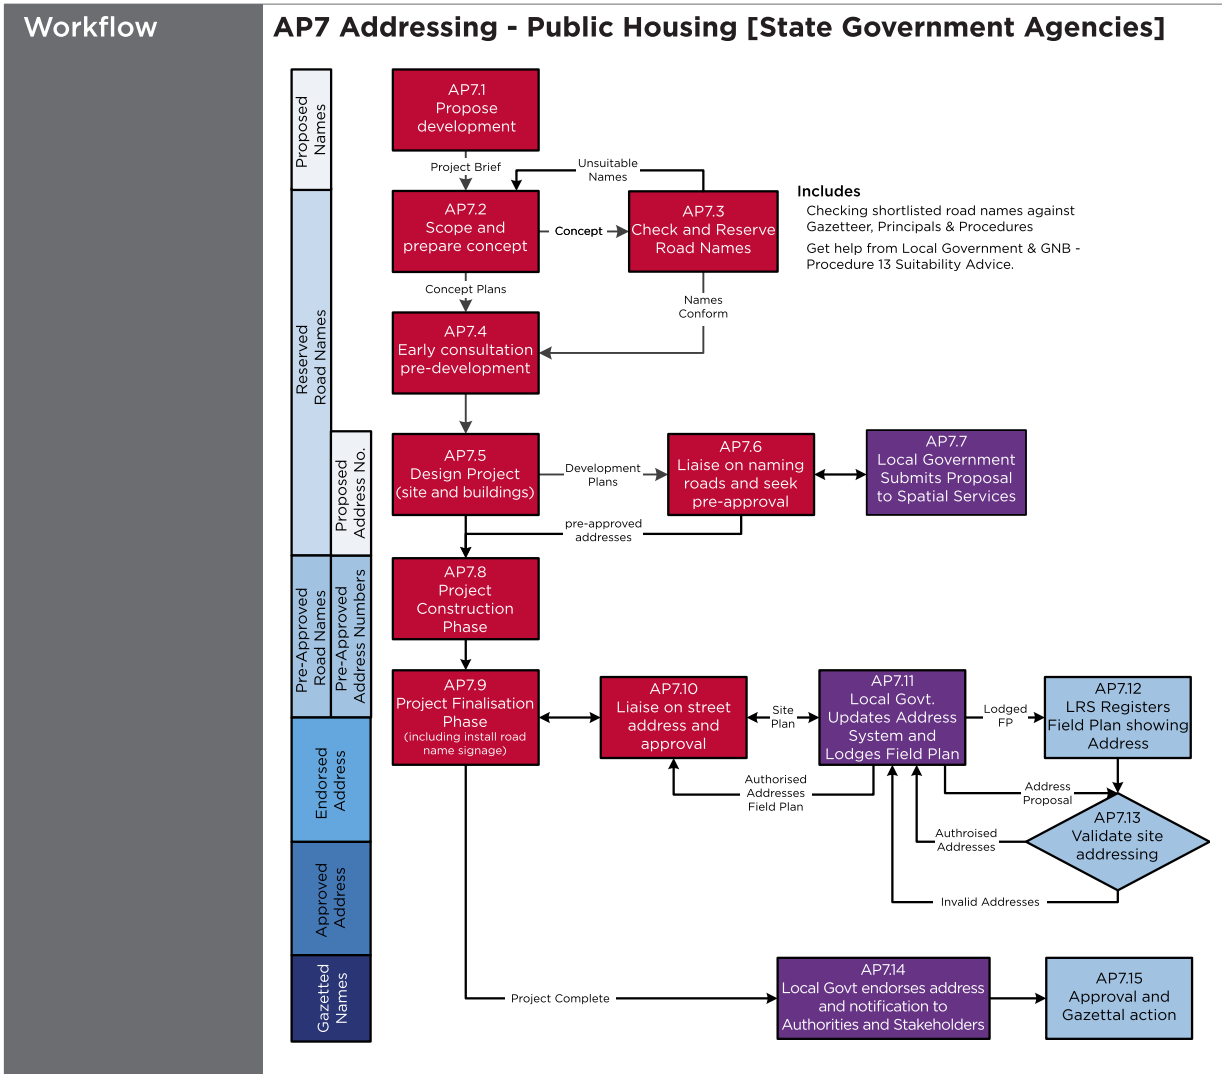 Workflow
AP7 Addressing - Public Housing [State Government Agencies]
Proposed
Names
AP7.1
Propose
development
Project Brief
Unsuitable
Names
Reserved
Road Names
AP7.2
Scope and
prepare concept
Concept
AP7.3
Check and Reserve
Road Names
Includes
Checking shortlisted road names against
Gazetteer, Principals & Procedures
Get help from Local Government & GNB -
Procedure 13 Suitability Advice.
Concept Plans
Names
Conform
AP7.4
Early consultation
pre-development
Proposed
Address No.
AP7.5
Design Project
(site and buildings)
Development
Plans
AP7.6
Liaise on naming
roads and seek
pre-approval
AP7.7
Local Government
Submits Proposal
to Spatial Services
pre-approved
addresses
Pre-Approved
Road Names
Pre-Approved
Address Numbers
AP7.8
Project
Construction
Phase
AP7.9
Project Finalisation
Phase
(including install road
name signage)
AP7.10
Liaison on street
address and
approval
Site
Plan
AP7.11
Local Govt.
Updates Address
System and
Lodges Field Plan
Lodged
FP
AP7.12
LRS Registers
Field Plan showing
Address
Endorsed
Address
Authorised
Addresses
Field Plan
Address
Proposal
AP7.13
Validate site
addressing
Authroised
Addresses
Invalid Addresses
Approved
Address
Gazetted
Names
Project Complete
AP7.14
Local Govt endorses address
and notification to
Authorities and Stakeholders
AP7.15
Approval and
Gazettal action